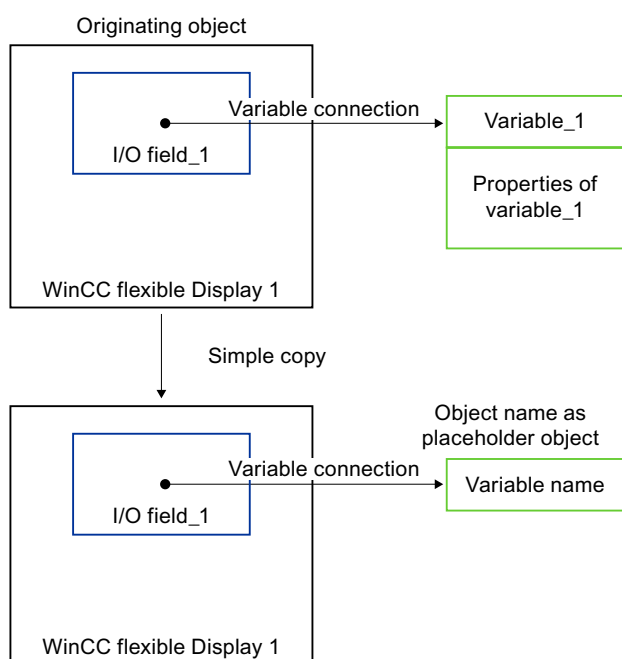 Originating object
Variable connection
Variable_1
I/O field_1
Properties of
variable_1
WinCC flexible Display 1
Simple copy
Object name as
placeholder object
Variable connection
Variable name
I/O field_1
WinCC flexible Display 1